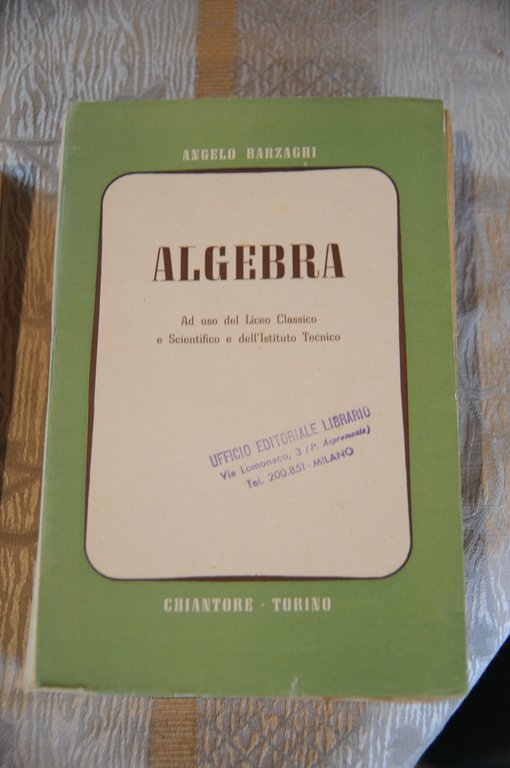 ANGELO BARZAGHI
ALGEBRA
Ad uso del Liceo Classico
e Scientifico e dell'Istituto Tecnico
UFFICIO EDITORIALE LIBRARIO
Via Lomonaco, 3 (P. Aspromonte)
Tel. 200.851 - MILANO
CHIANTORE - TORINO